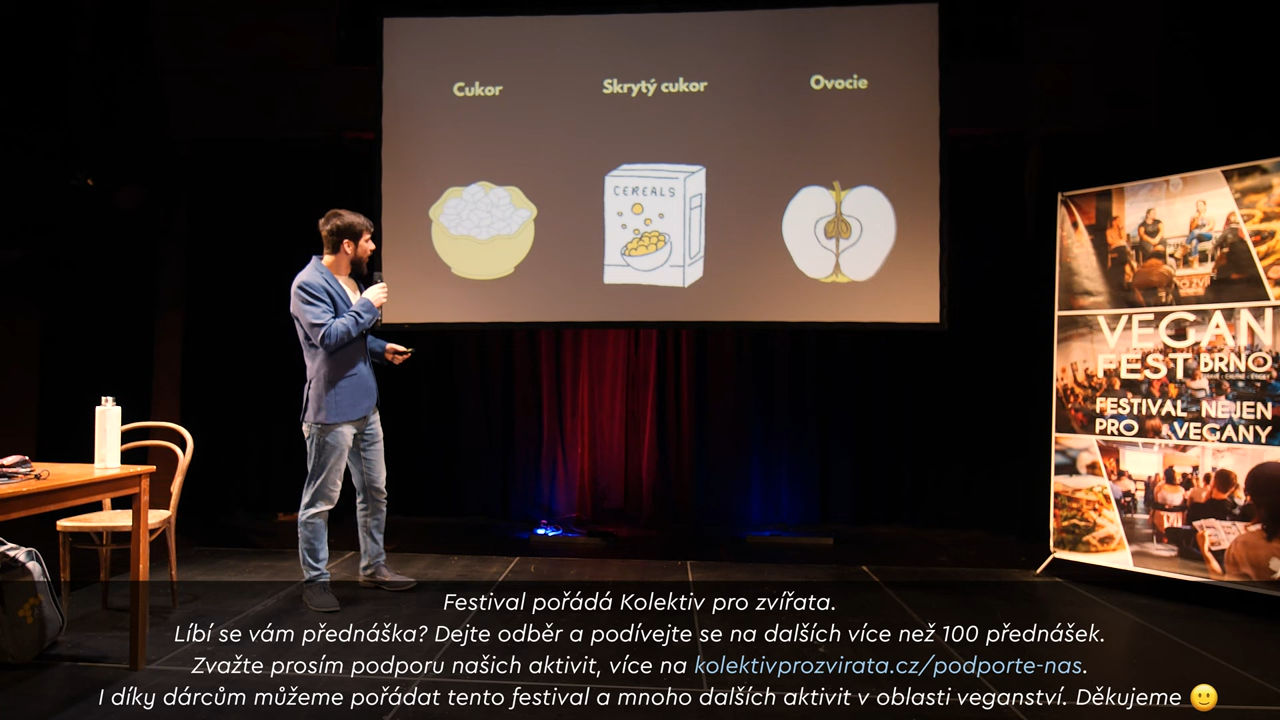 Cukor
Skrytý cukor
Ovocie
CEREALS
VEGAN
FEST BRNO
FESTIVAL NEJEN
PRO VEGANY
Festival pořádá Kolektiv pro zvířata.
Líbí se vám přednáška? Dejte odběr a podívejte se na dalších více než 100 přednášek.
Zvažte prosím podporu našich aktivit, více na kolektivprozvirata.cz/podporte-nas.
I díky dárcům můžeme pořádat tento festival a mnoho dalších aktivit v oblasti veganství. Děkujeme 🙂